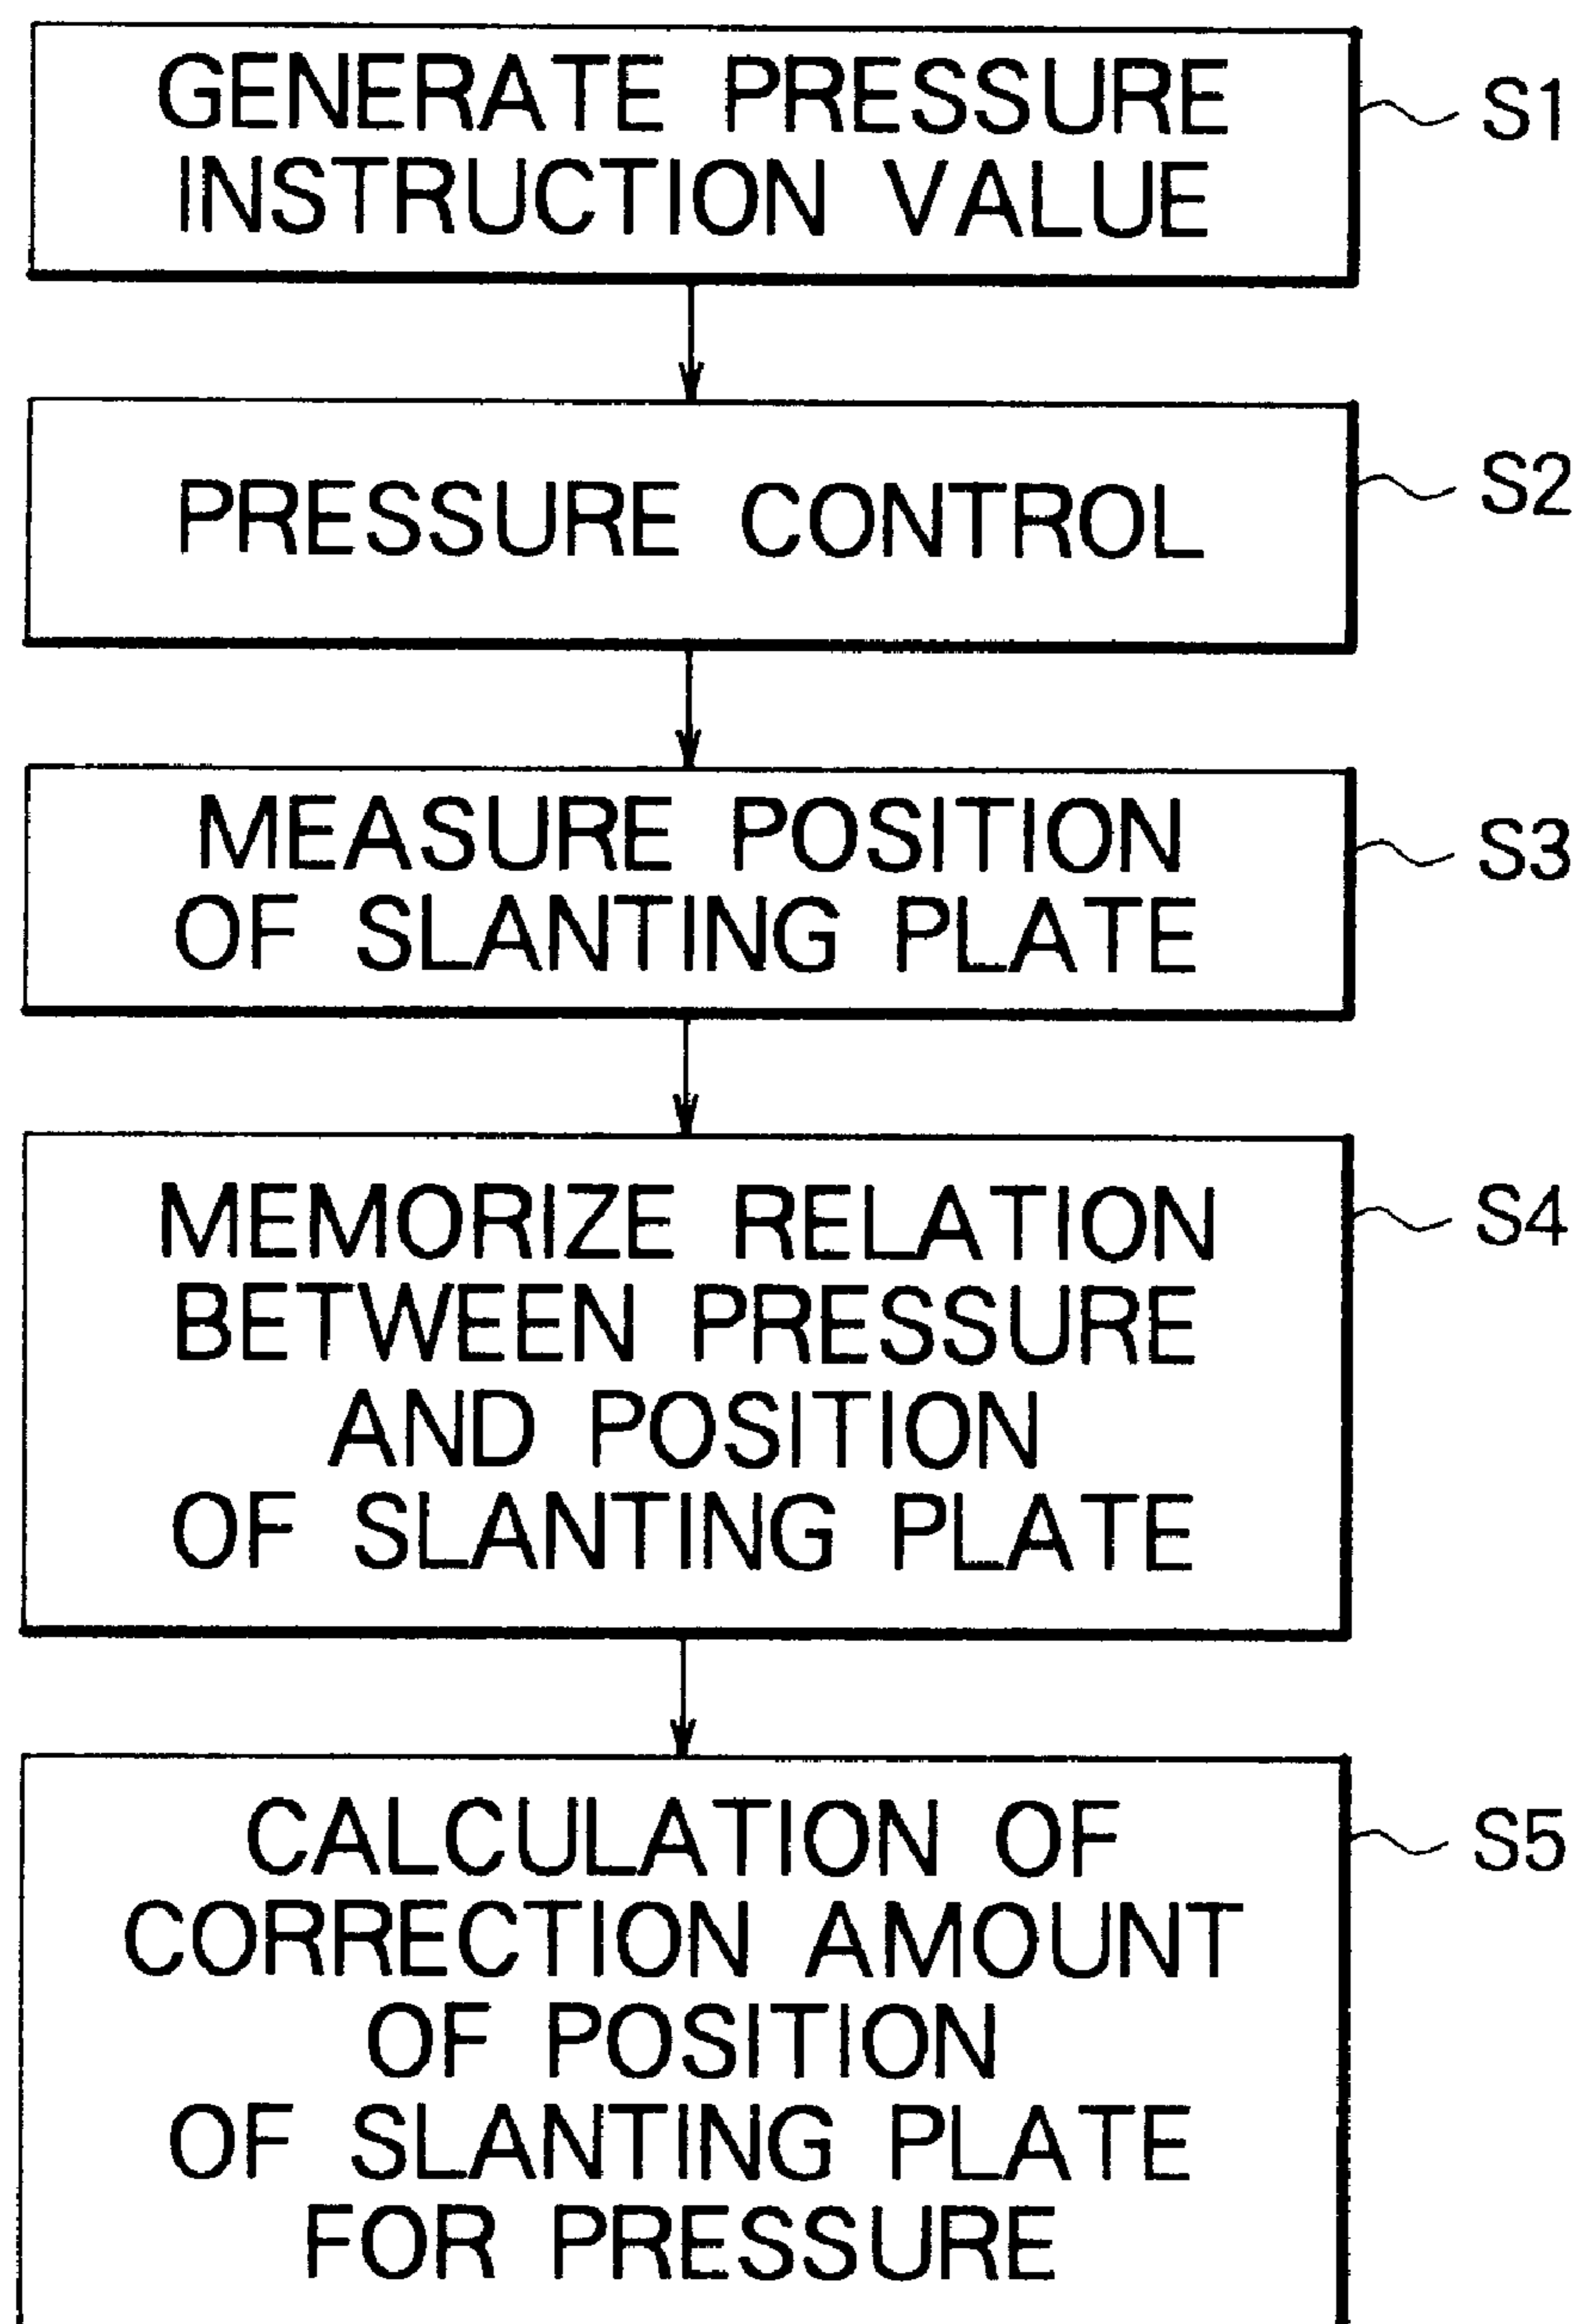 GENERATE PRESSURE
INSTRUCTION VALUE
S1
PRESSURE CONTROL
S2
MEASURE POSITION
OF SLANTING PLATE
S3
MEMORIZE RELATION
BETWEEN PRESSURE
AND POSITION
OF SLANTING PLATE
S4
CALCULATION OF
CORRECTION AMOUNT
OF POSITION
OF SLANTING PLATE
FOR PRESSURE
S5